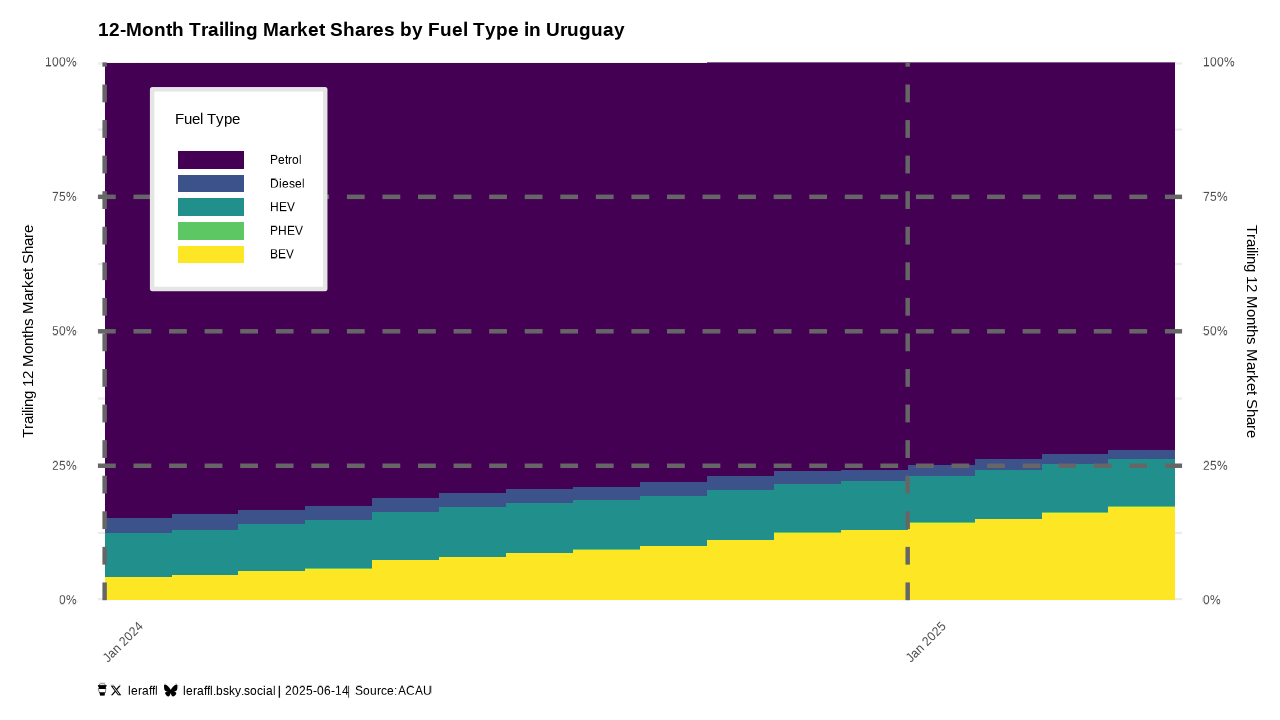 12-Month Trailing Market Shares by Fuel Type in Uruguay
100%
75%
50%
25%
0%
Trailing 12 Months Market Share
Fuel Type
Petrol
Diesel
HEV
PHEV
BEV
100%
75%
50%
25%
0%
Trailing 12 Months Market Share
Jan 2024
Jan 2025
leraffl leraffl.bsky.social | 2025-06-14| Source:ACAU